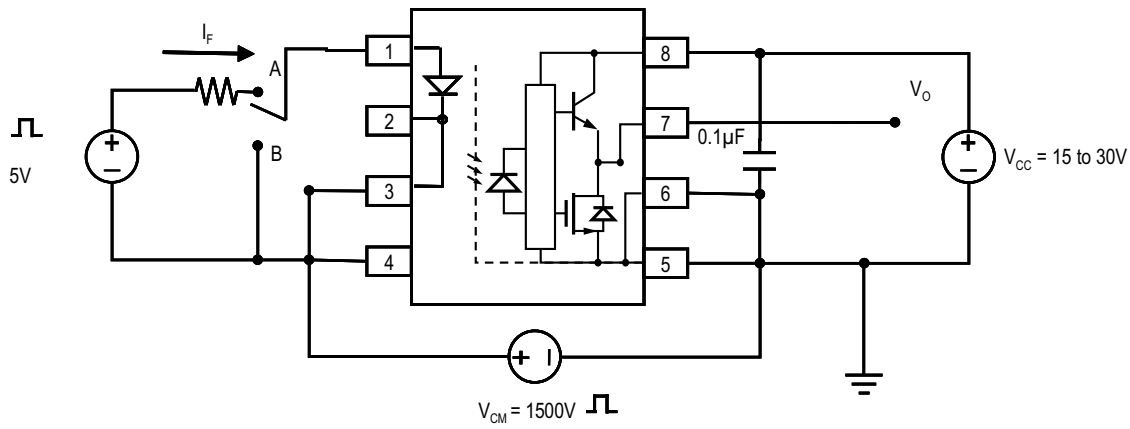 I_F
A
B
5V
+
−
1
2
3
4
8
7
6
5
0.1µF
V_O
+
−
V_CC = 15 to 30V
+
−
V_CM = 1500V